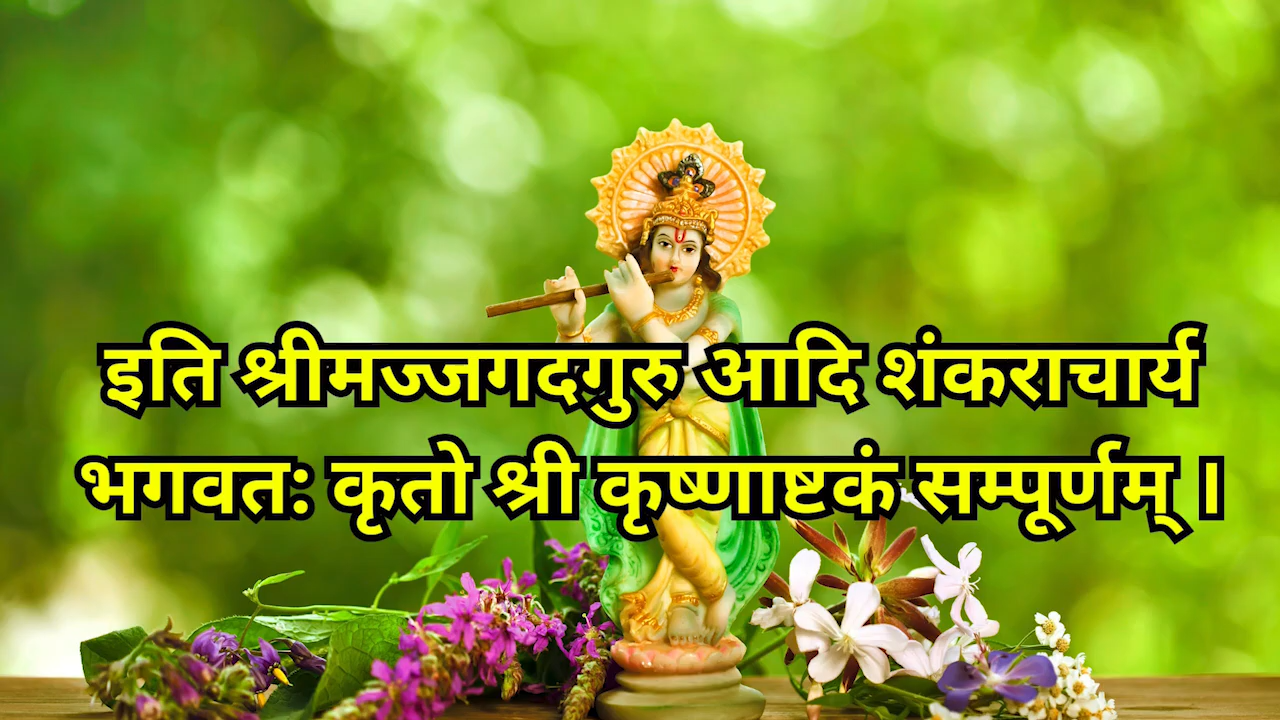 इति श्रीमज्जगदगुरु आदि शंकराचार्य
भगवतः कृतो श्री कृष्णाष्टकं सम्पूर्णम् ।